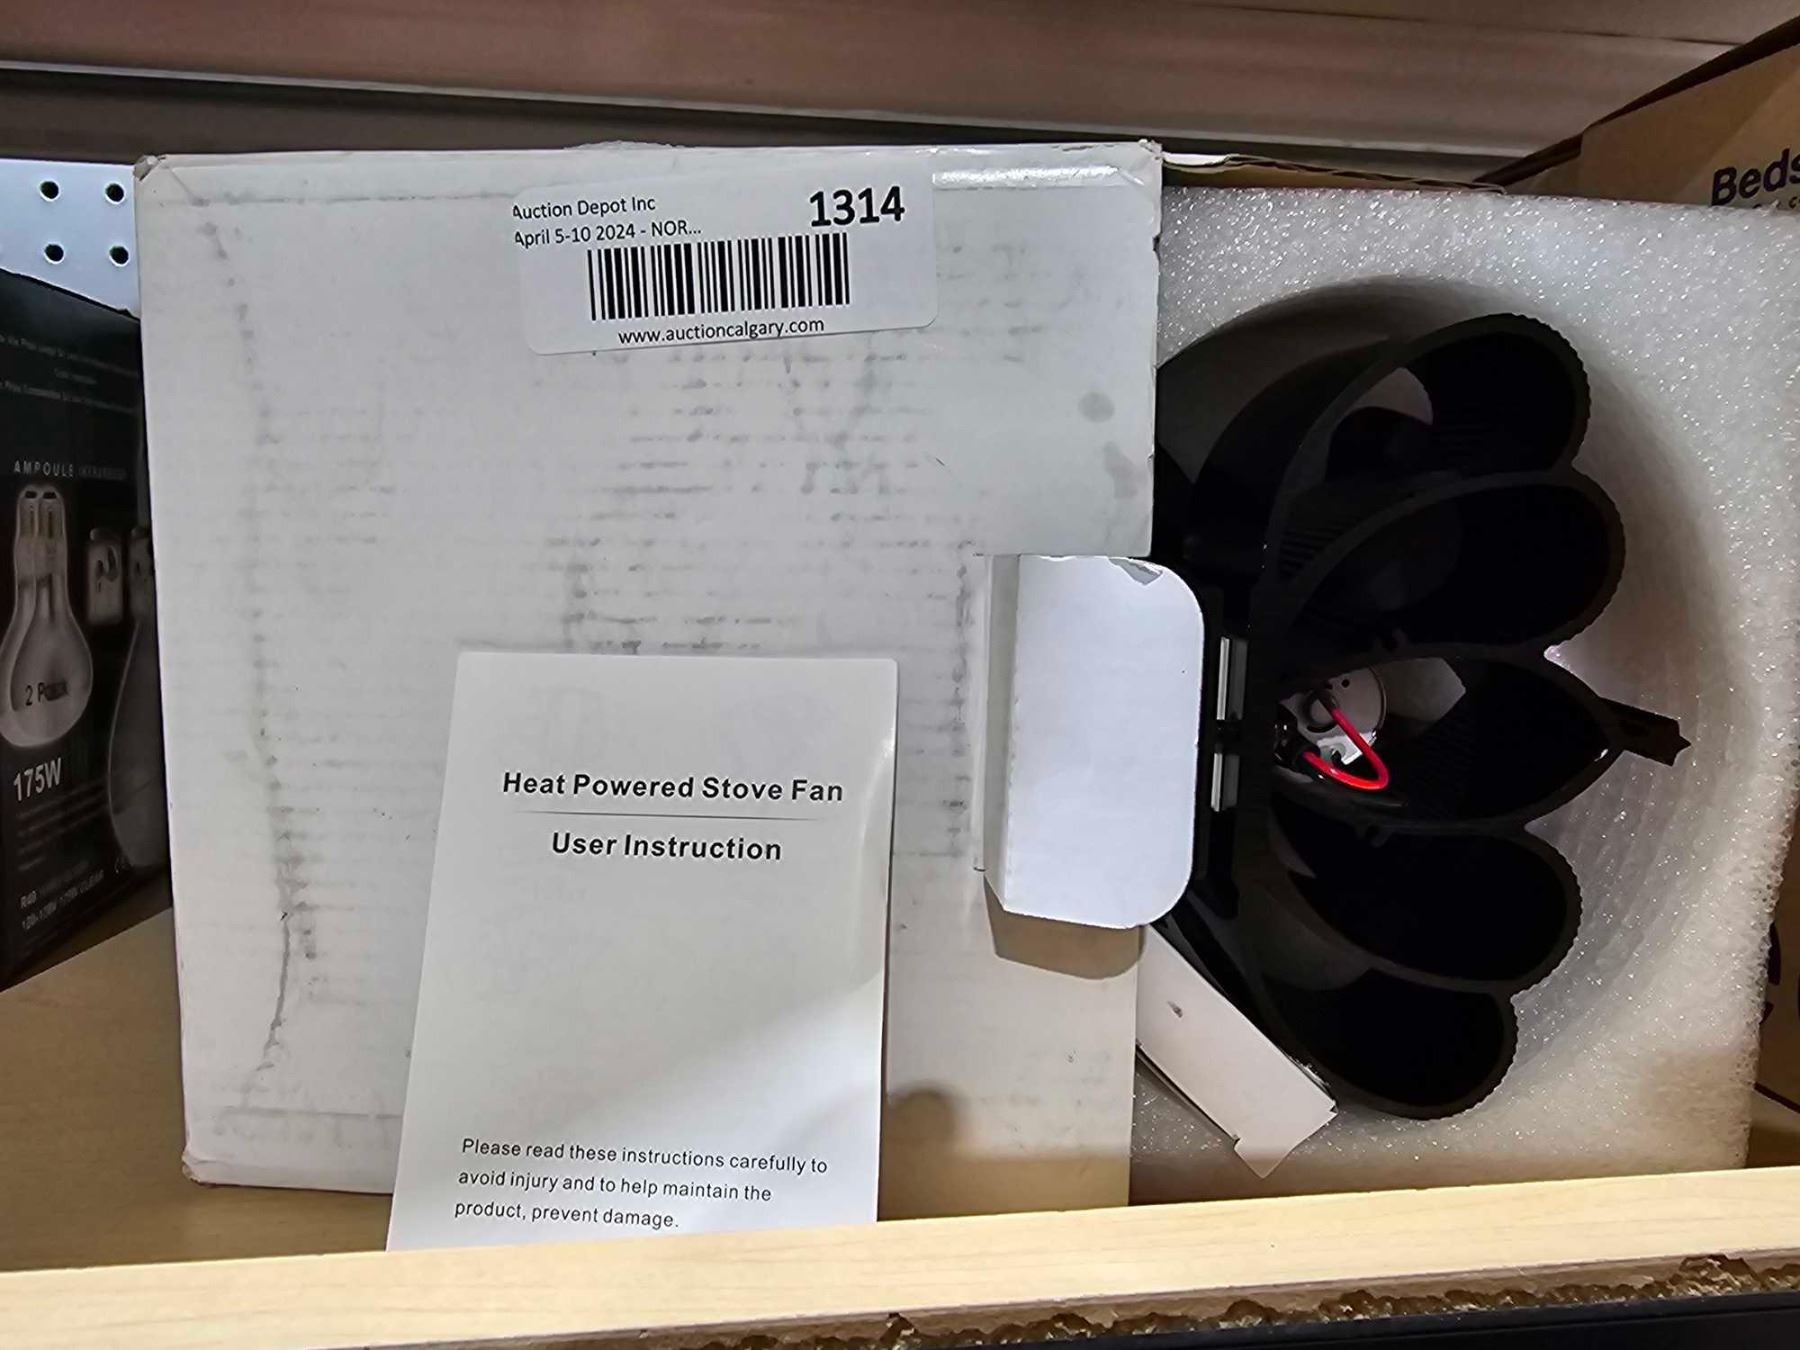 Auction Depot Inc
April 5-10 2024 - NOR...
1314
www.auctioncalgary.com
Heat Powered Stove Fan
User Instruction
Please read these instructions carefully to
avoid injury and to help maintain the
product, prevent damage.
AMPOULE
2 Pack
175W
R40
Beds